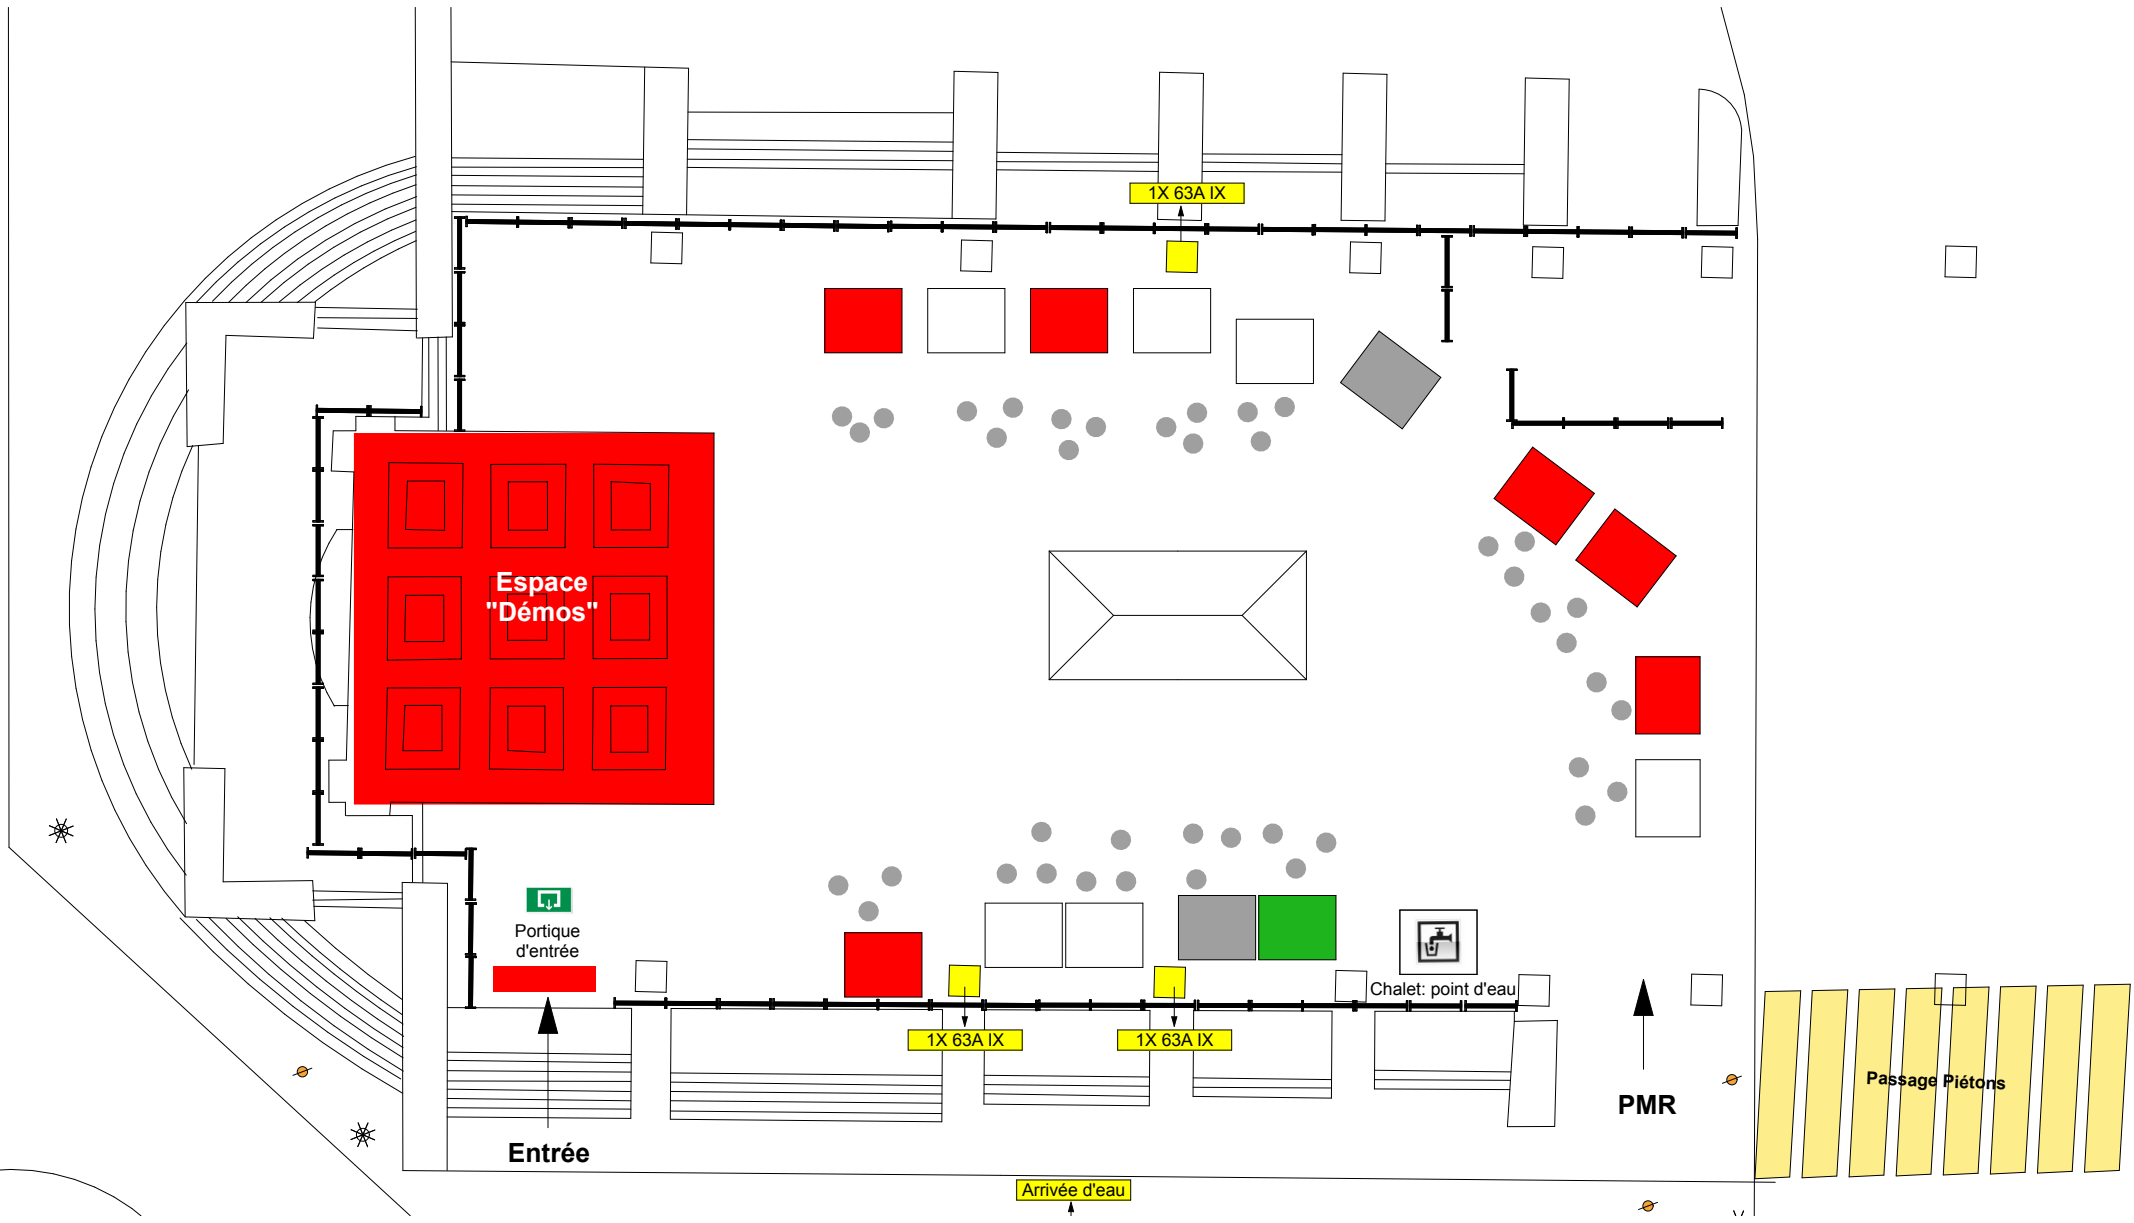 1X 63A IX
Espace
"Démos"
Portique
d'entrée
Chalet: point d'eau
1X 63A IX
1X 63A IX
Passage Piétons
PMR
Entrée
Arrivée d'eau